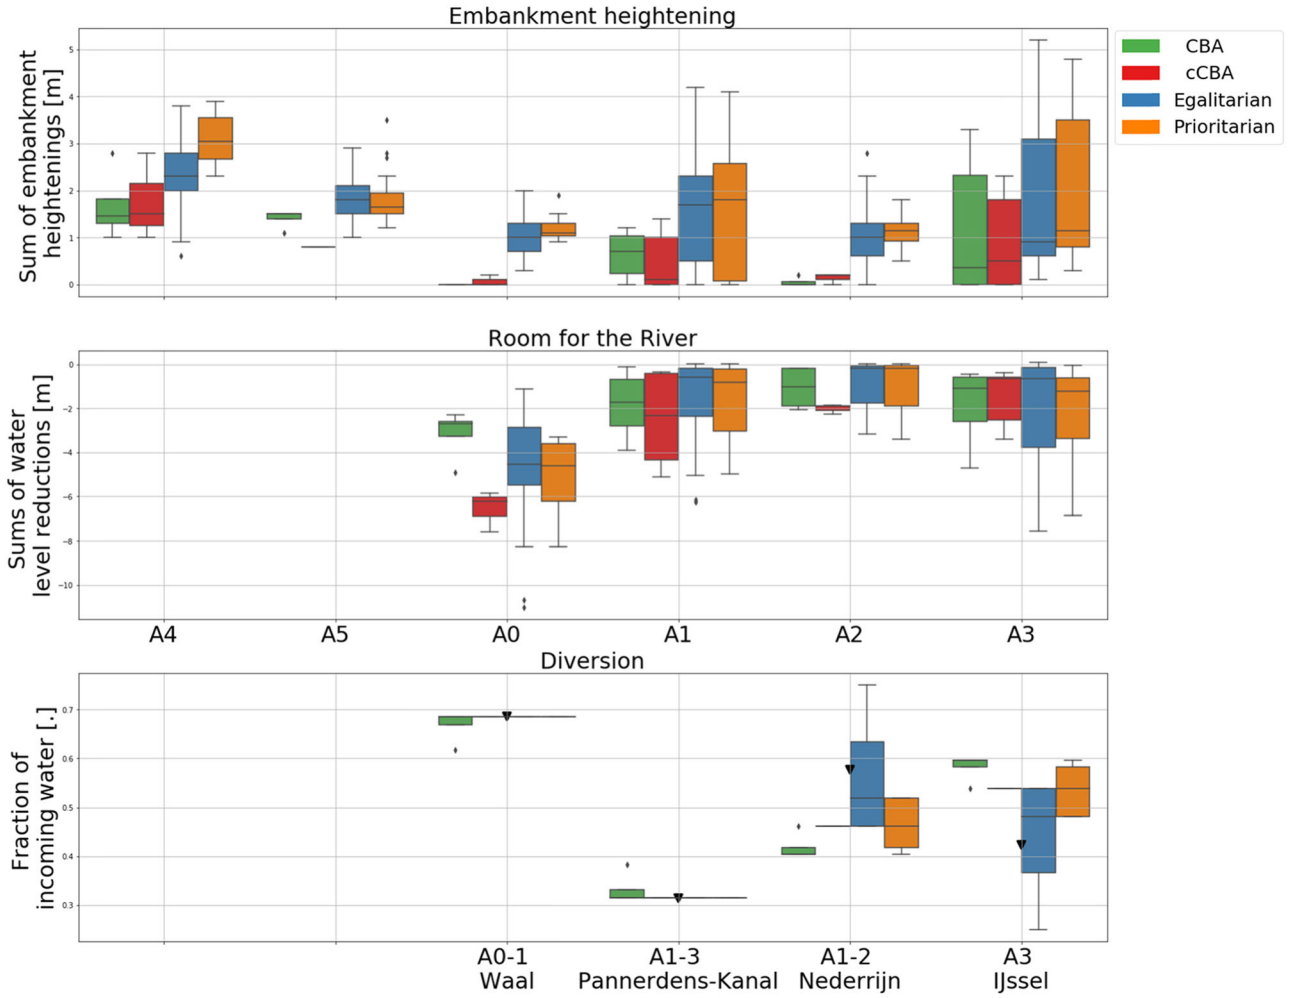 Embankment heightening
Sum of embankment
heightenings [m]
5
4
3
2
1
0
CBA
cCBA
Egalitarian
Prioritarian
Room for the River
Sums of water
level reductions [m]
0
−2
−4
−6
−8
−10
A4 A5 A0 A1 A2 A3
Diversion
Fraction of
incoming water [.]
0.7
0.6
0.5
0.4
0.3
A0-1 A1-3 A1-2 A3
Waal Pannerdens-Kanal Nederrijn IJssel